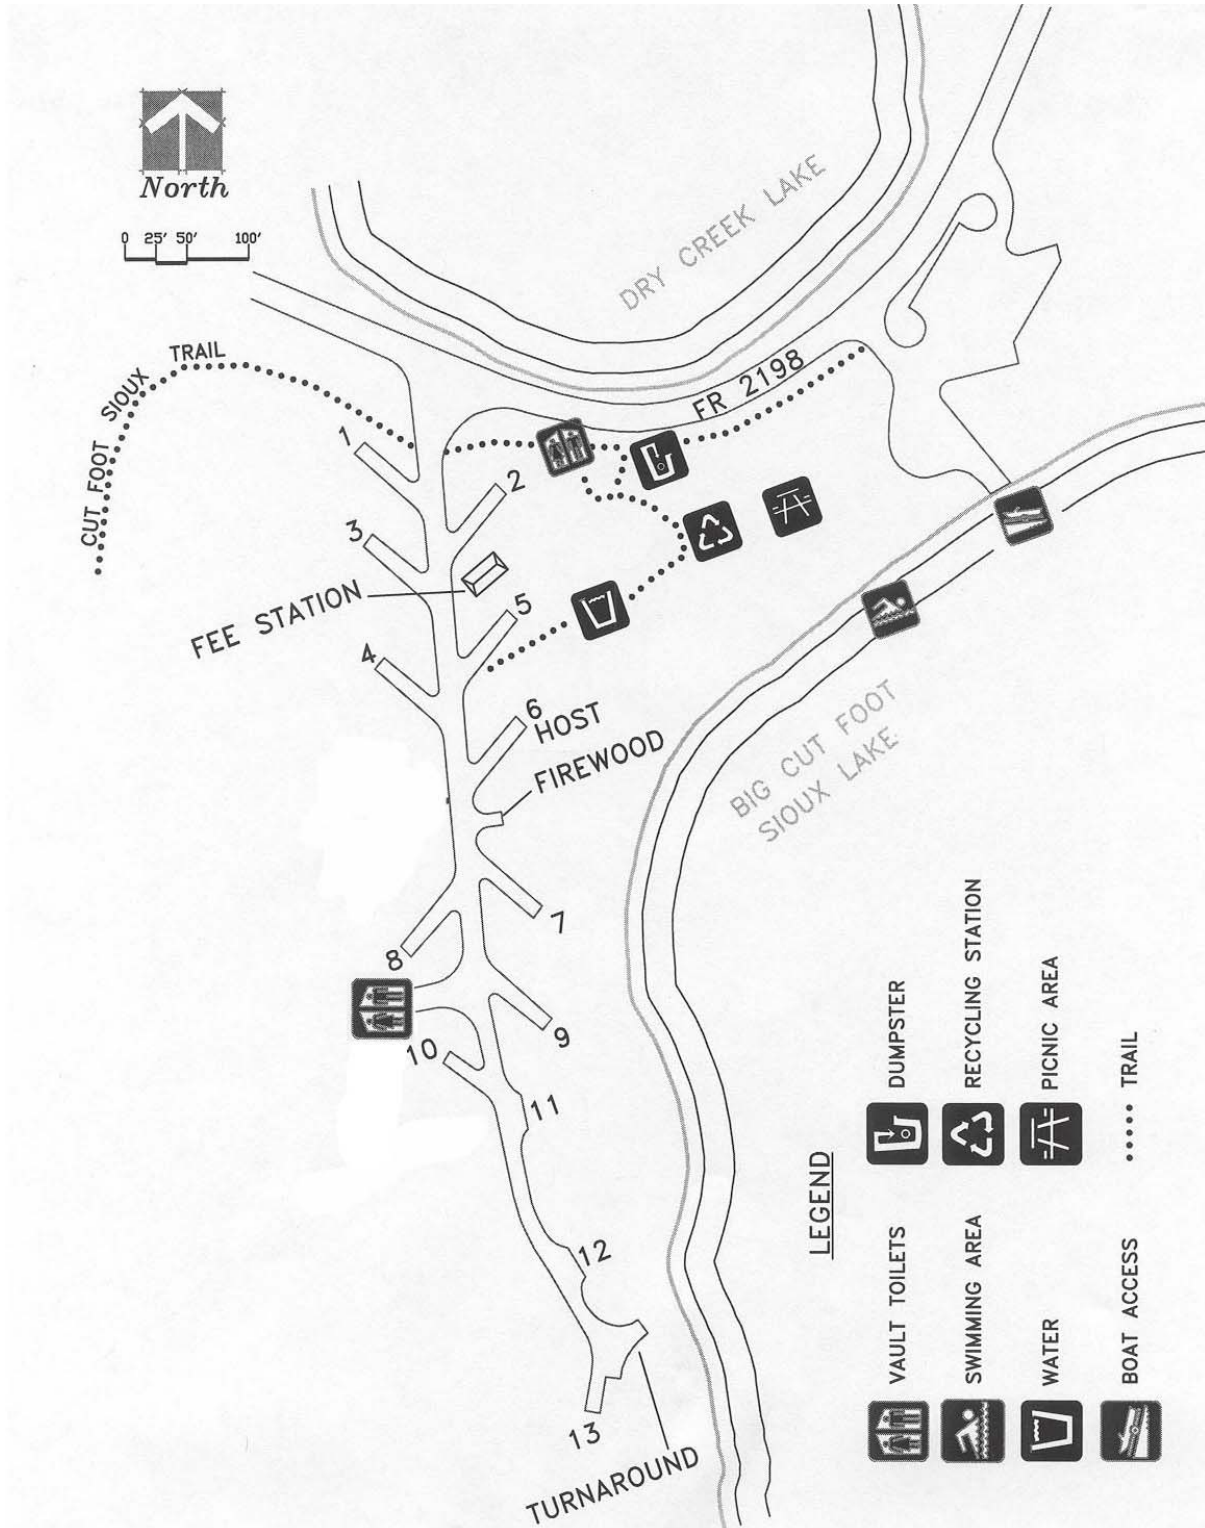 North
0 25' 50' 100'
DRY CREEK LAKE
CUT FOOT SIOUX TRAIL
FR 2198
1
2
3
FEE STATION
5
4
6
HOST
FIREWOOD
BIG CUT FOOT
SIOUX LAKE
7
8
9
10
11
12
13
TURNAROUND
LEGEND
VAULT TOILETS
DUMPSTER
SWIMMING AREA
RECYCLING STATION
WATER
PICNIC AREA
BOAT ACCESS
TRAIL